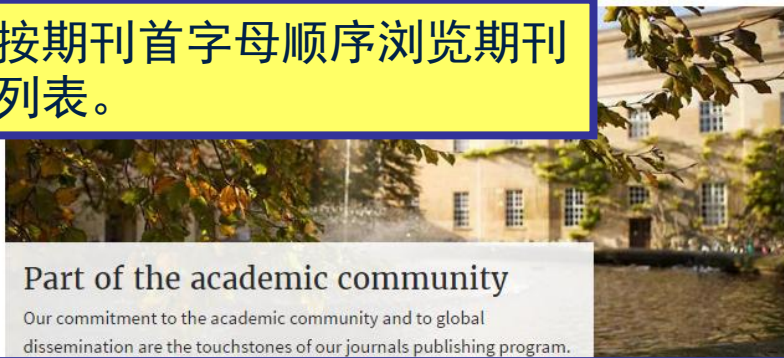 按期刊首字母顺序浏览期刊
列表。
Part of the academic community
Our commitment to the academic community and to global
dissemination are the touchstones of our journals publishing program.